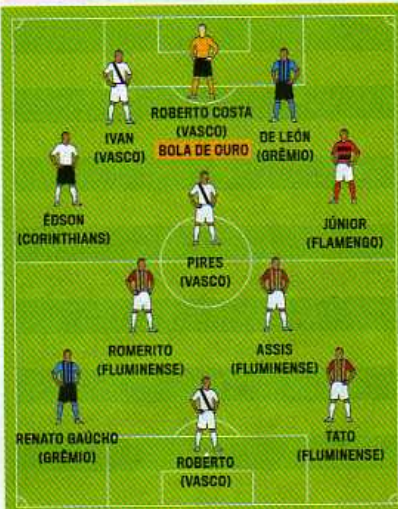 ROBERTO COSTA
(VASCO)
BOLA DE OURO
IVAN
(VASCO)
DE LEÓN
(GRÊMIO)
ÉDSON
(CORINTHIANS)
JÚNIOR
(FLAMENGO)
PIRES
(VASCO)
ROMERITO
(FLUMINENSE)
ASSIS
(FLUMINENSE)
RENATO GAÚCHO
(GRÊMIO)
ROBERTO
(VASCO)
TATO
(FLUMINENSE)